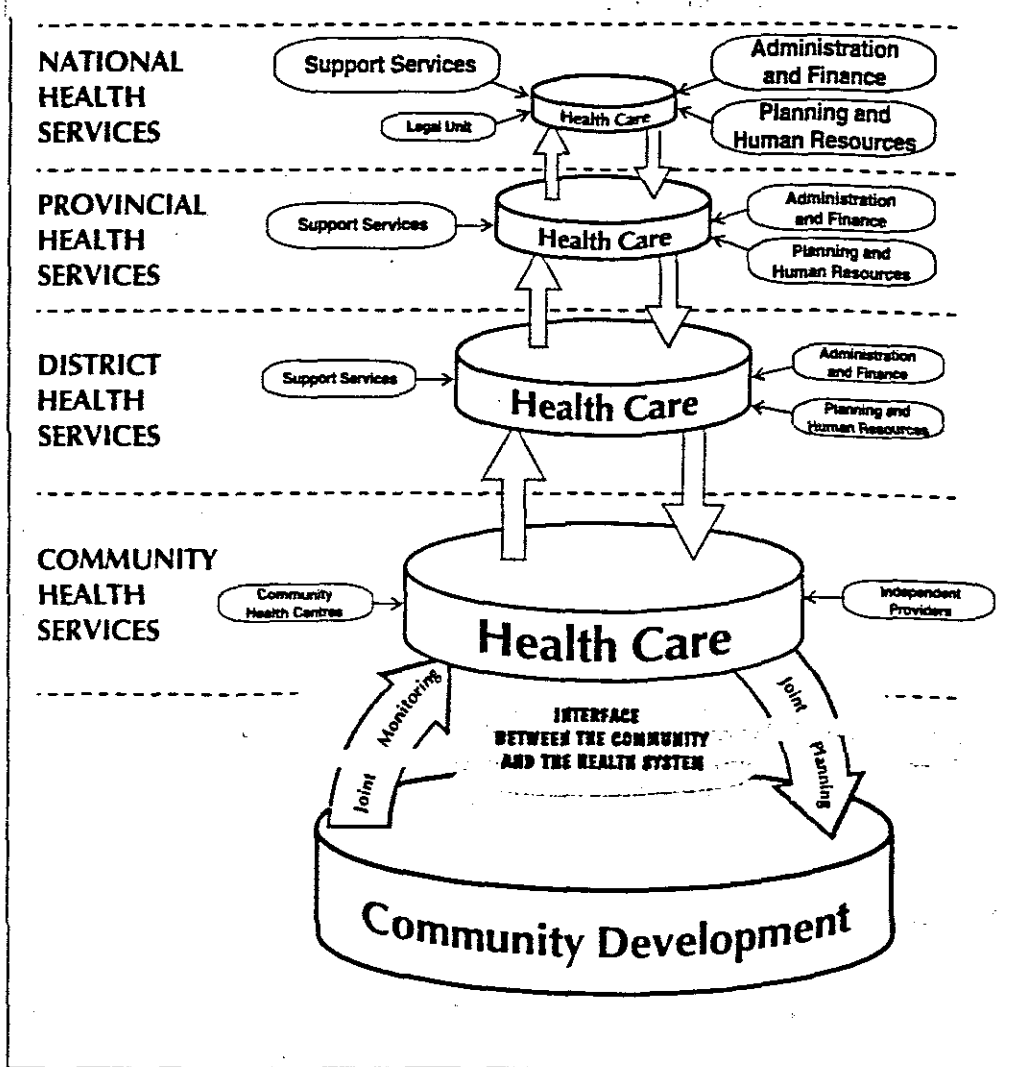 NATIONAL
HEALTH
SERVICES
Support Services
Legal Unit
Health Care
Administration
and Finance
Planning and
Human Resources
PROVINCIAL
HEALTH
SERVICES
Support Services
Health Care
Administration
and Finance
Planning and
Human Resources
DISTRICT
HEALTH
SERVICES
Support Services
Health Care
Administration
and Finance
Planning and
Human Resources
COMMUNITY
HEALTH
SERVICES
Community
Health Centres
Health Care
Independent
Providers
Joint Monitoring
INTERFACE
BETWEEN THE COMMUNITY
AND THE HEALTH SYSTEM
Joint Planning
Community Development